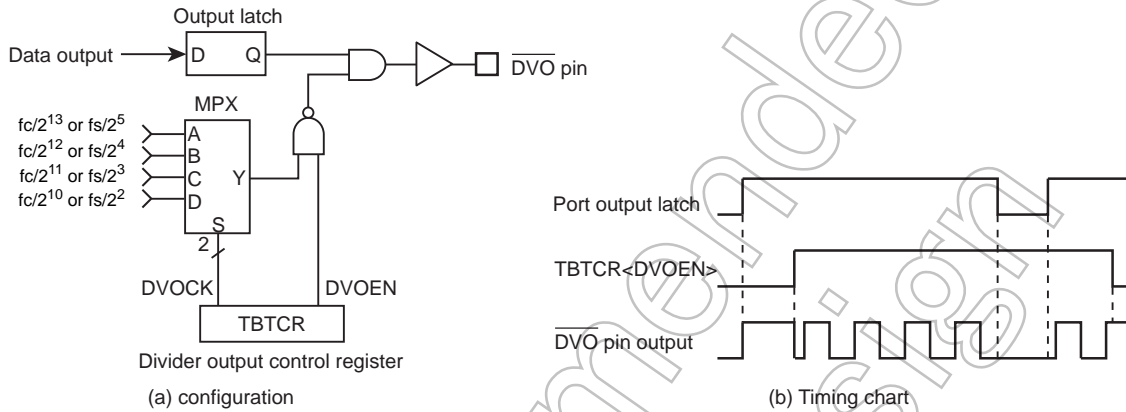 Output latch
Data output
D
Q
DVO pin
MPX
fc/2^13 or fs/2^5
fc/2^12 or fs/2^4
fc/2^11 or fs/2^3
fc/2^10 or fs/2^2
A
B
C
D
Y
S
2
DVOCK
DVOEN
TBTCR
Divider output control register
(a) configuration
Port output latch
TBTCR<DVOEN>
DVO pin output
(b) Timing chart